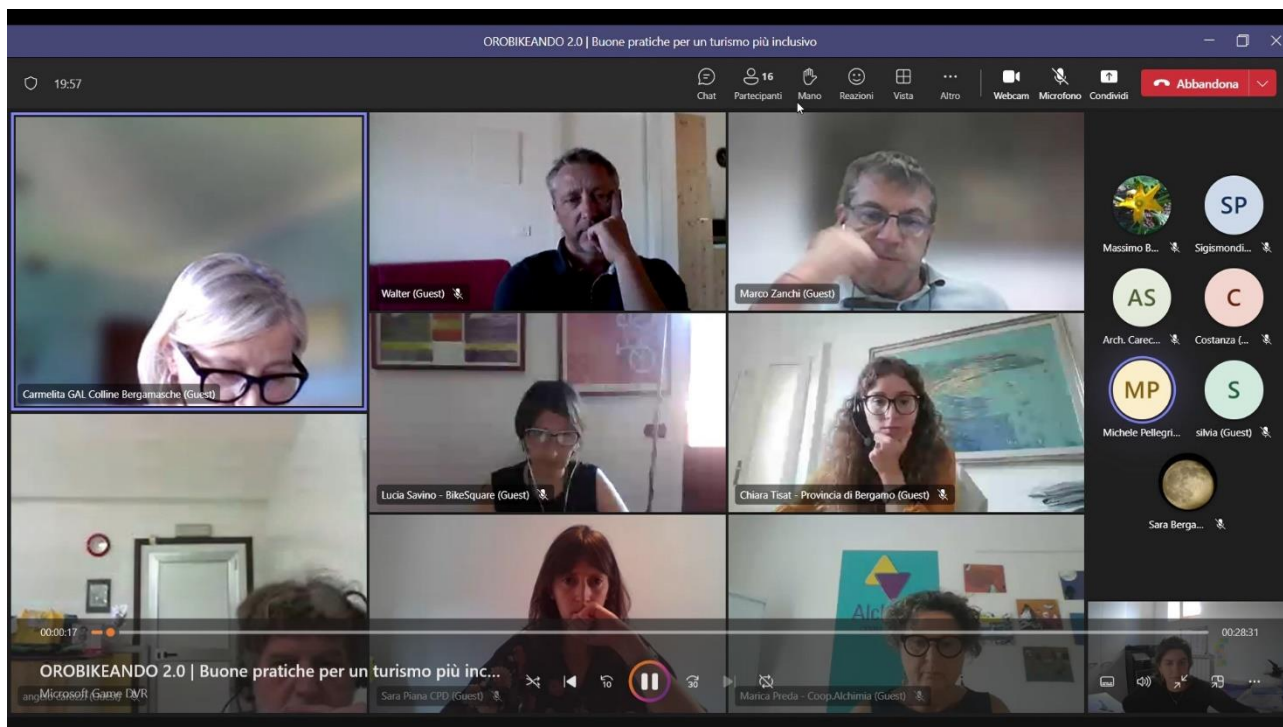 OROBIKEANDO 2.0 | Buone pratiche per un turismo più inclusivo
19:57
Chat
16
Partecipanti
Mano
Reazioni
Vista
Altro
Webcam
Microfono
Condividi
Abbandona
Carmelita GAL Colline Bergamasche (Guest)
Walter (Guest)
Marco Zanchi (Guest)
Lucia Savino - BikeSquare (Guest)
Chiara Tisat - Provincia di Bergamo (Guest)
Massimo B...
SP
Sigismondi...
AS
Arch. Carec...
C
Costanza (...
MP
Michele Pellegri...
S
silvia (Guest)
Sara Berga...
Alc
00:00:17
00:28:31
OROBIKEANDO 2.0 | Buone pratiche per un turismo più inc...
Microsoft Game DVR
10
30
Sara Piana CPD (Guest)
Marica Preda - Coop.Alchimia (Guest)